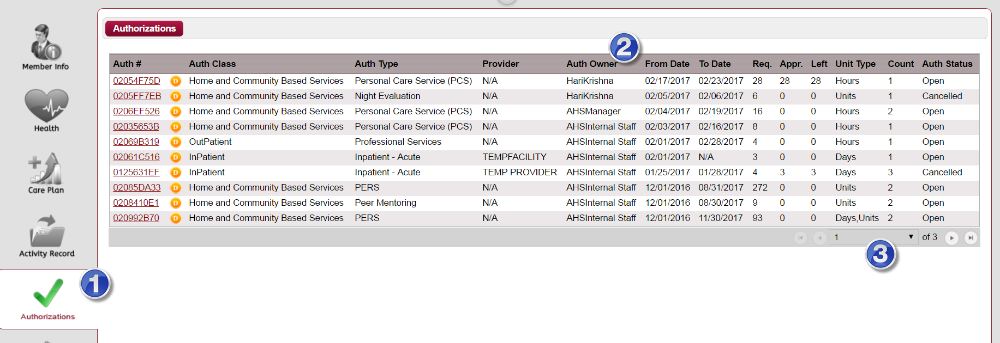 Authorizations
2
Auth # Auth Class Auth Type Provider Auth Owner From Date To Date Req. Appr. Left Unit Type Count Auth Status
02054F75D D Home and Community Based Services Personal Care Service (PCS) N/A HariKrishna 02/17/2017 02/23/2017 28 28 28 Hours 1 Open
0205FF7EB D Home and Community Based Services Night Evaluation N/A HariKrishna 02/05/2017 02/06/2017 6 0 0 Units 1 Cancelled
0206EF526 D Home and Community Based Services Personal Care Service (PCS) N/A AHSManager 02/04/2017 02/19/2017 16 0 0 Hours 2 Open
02035653B D Home and Community Based Services Personal Care Service (PCS) N/A AHSInternal Staff 02/03/2017 02/16/2017 8 0 0 Hours 1 Open
02069B319 D OutPatient Professional Services N/A AHSInternal Staff 02/01/2017 02/28/2017 4 0 0 Hours 1 Open
02061C516 D InPatient Inpatient - Acute TEMPFACILITY AHSInternal Staff 02/01/2017 N/A 3 0 0 Days 1 Open
0125631EF D InPatient Inpatient - Acute TEMP PROVIDER AHSInternal Staff 01/25/2017 01/28/2017 4 3 3 Days 3 Cancelled
02085DA33 D Home and Community Based Services PERS N/A AHSInternal Staff 12/01/2016 08/31/2017 272 0 0 Units 2 Open
0208410E1 D Home and Community Based Services Peer Mentoring N/A AHSInternal Staff 12/01/2016 08/30/2017 9 0 0 Units 2 Open
020992B70 D Home and Community Based Services PERS N/A AHSInternal Staff 12/01/2016 11/30/2017 93 0 0 Days,Units 2 Open
1 of 3
3
Member Info
Health
Care Plan
Activity Record
1
Authorizations